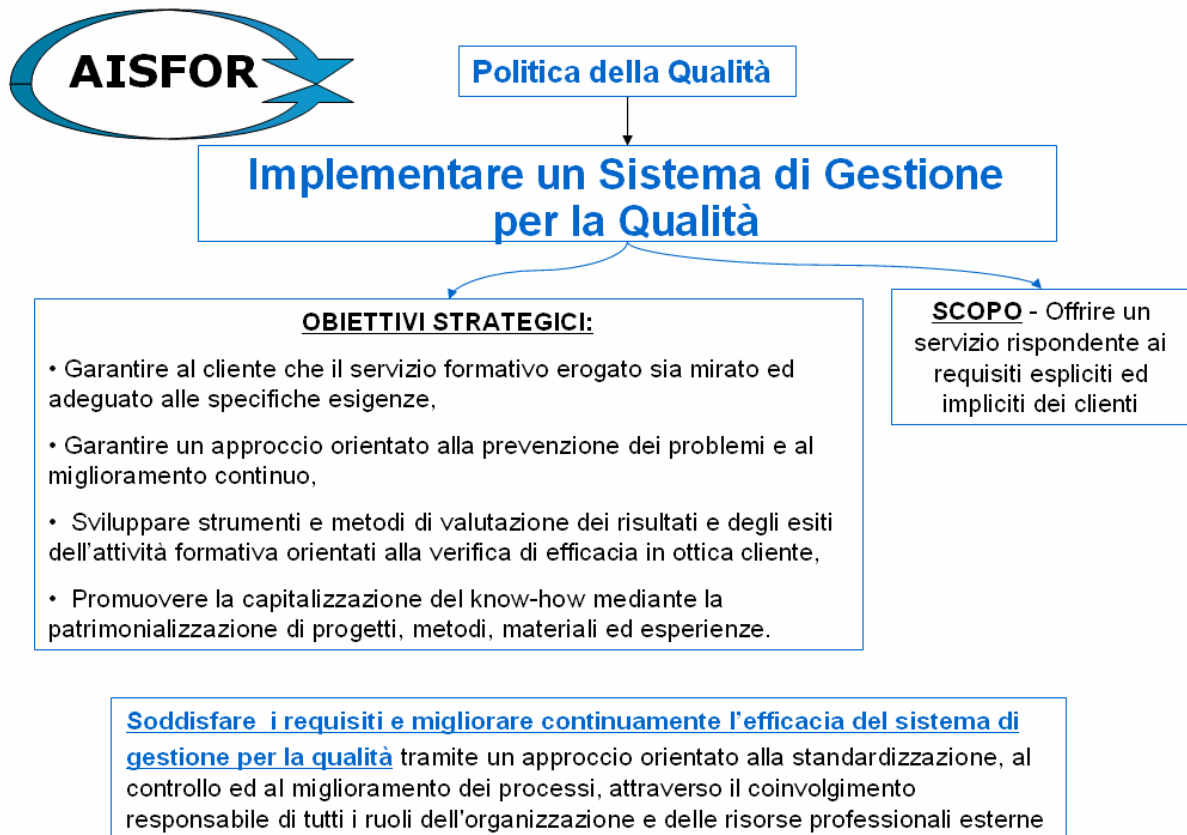 AISFOR
Politica della Qualità
Implementare un Sistema di Gestione
per la Qualità
OBIETTIVI STRATEGICI:
• Garantire al cliente che il servizio formativo erogato sia mirato ed
adeguato alle specifiche esigenze,
• Garantire un approccio orientato alla prevenzione dei problemi e al
miglioramento continuo,
• Sviluppare strumenti e metodi di valutazione dei risultati e degli esiti
dell'attività formativa orientati alla verifica di efficacia in ottica cliente,
• Promuovere la capitalizzazione del know-how mediante la
patrimonializzazione di progetti, metodi, materiali ed esperienze.
SCOPO - Offrire un
servizio rispondente ai
requisiti espliciti ed
impliciti dei clienti
Soddisfare i requisiti e migliorare continuamente l'efficacia del sistema di
gestione per la qualità tramite un approccio orientato alla standardizzazione, al
controllo ed al miglioramento dei processi, attraverso il coinvolgimento
responsabile di tutti i ruoli dell'organizzazione e delle risorse professionali esterne